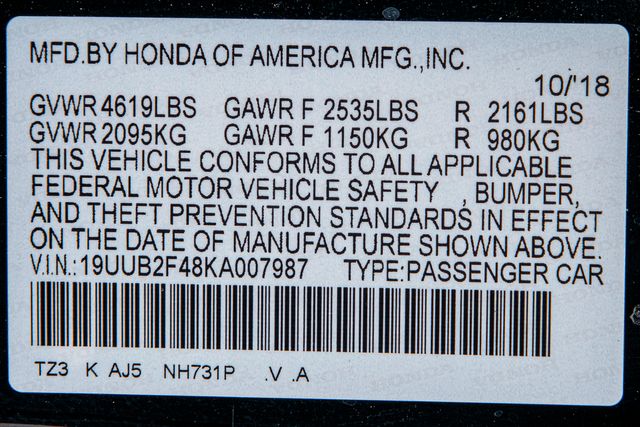 MFD.BY HONDA OF AMERICA MFG.,INC.
10/'18
GVWR 4619LBS GAWR F 2535LBS R 2161LBS
GVWR 2095KG GAWR F 1150KG R 980KG
THIS VEHICLE CONFORMS TO ALL APPLICABLE
FEDERAL MOTOR VEHICLE SAFETY , BUMPER,
AND THEFT PREVENTION STANDARDS IN EFFECT
ON THE DATE OF MANUFACTURE SHOWN ABOVE.
V.I.N.:19UUB2F48KA007987 TYPE:PASSENGER CAR
TZ3 K AJ5 NH731P .V .A